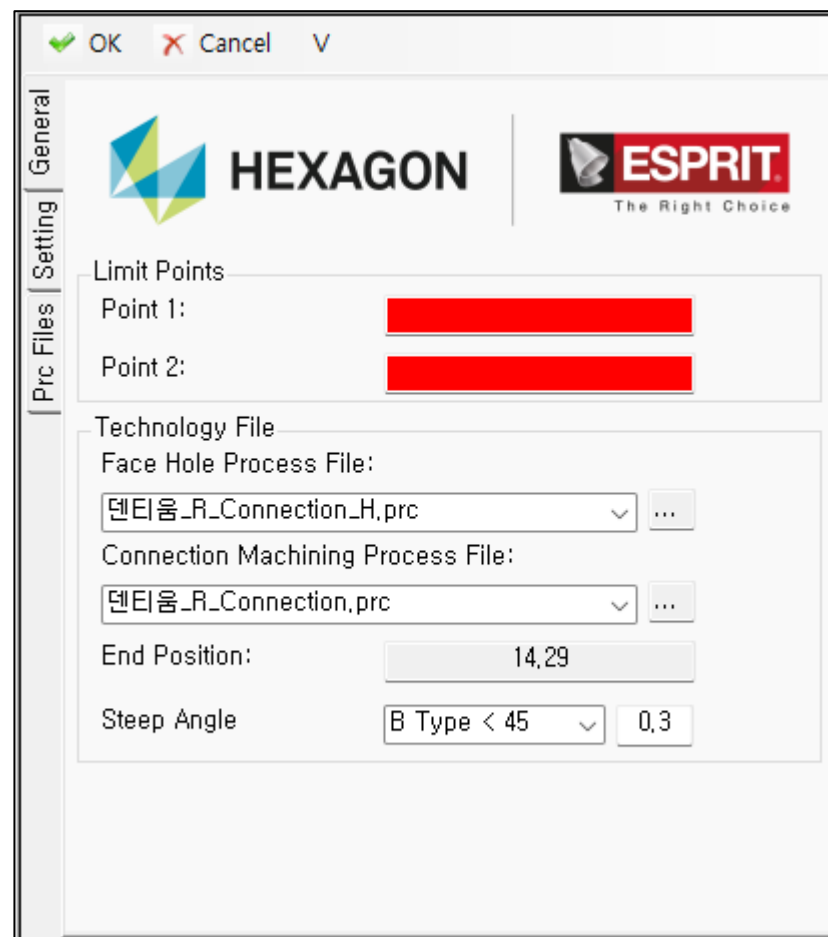 OK Cancel V
General
Setting
Prc Files
HEXAGON
ESPRIT.
The Right Choice
Limit Points
Point 1:
Point 2:
Technology File
Face Hole Process File:
덴티움_R_Connection_H.prc
...
Connection Machining Process File:
덴티움_R_Connection.prc
...
End Position:
14.29
Steep Angle
B Type < 45
0.3